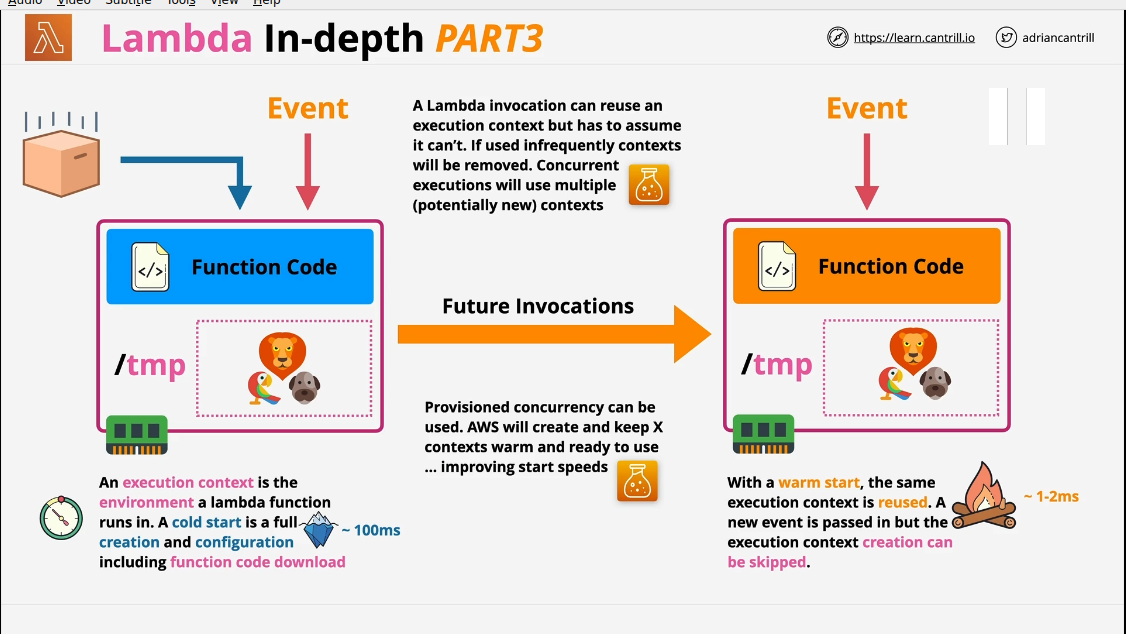 Audio Video Subtitle Tools View Help
Lambda In-depth PART3
https://learn.cantrill.io
adriancantrill
Event
A Lambda invocation can reuse an
execution context but has to assume
it can't. If used infrequently contexts
will be removed. Concurrent
executions will use multiple
(potentially new) contexts
Event
</> Function Code
/tmp
Future Invocations
</> Function Code
/tmp
Provisioned concurrency can be
used. AWS will create and keep X
contexts warm and ready to use
... improving start speeds
An execution context is the
environment a lambda function
runs in. A cold start is a full
creation and configuration
including function code download
~ 100ms
With a warm start, the same
execution context is reused. A
new event is passed in but the
execution context creation can
be skipped.
~ 1-2ms